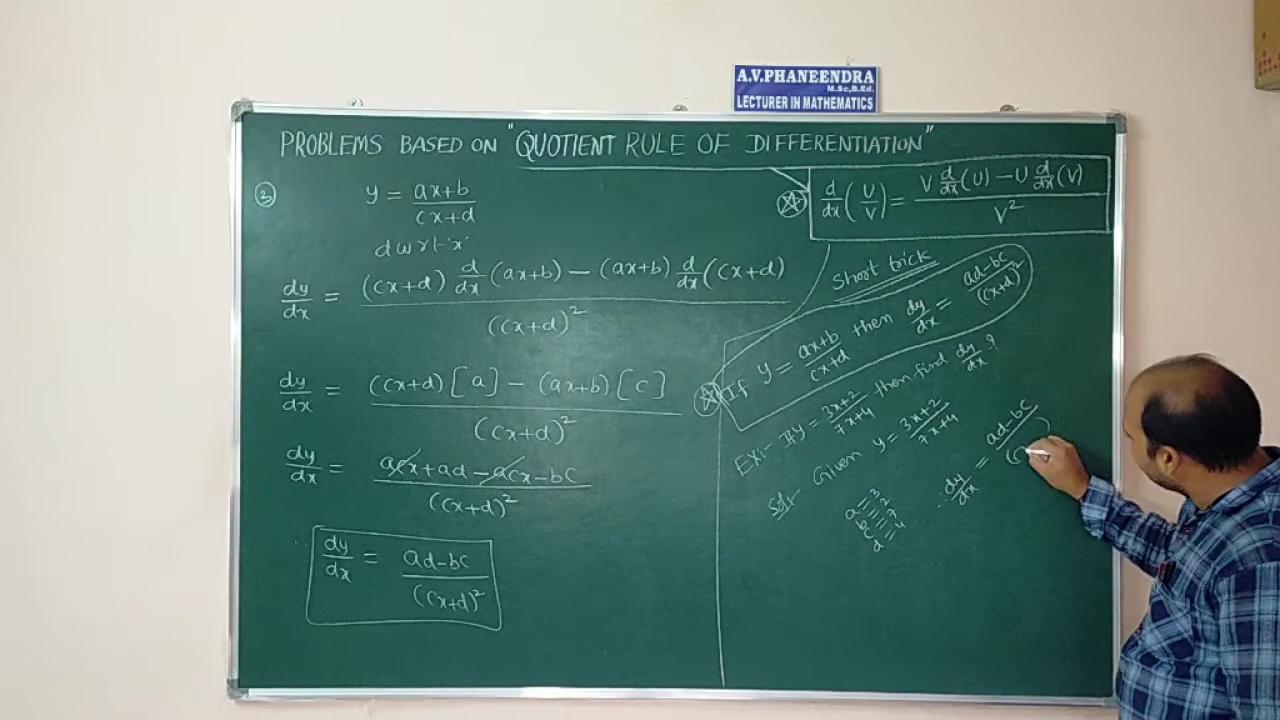 A.V.PHANEENDRA
M.Sc,B.Ed.
LECTURER IN MATHEMATICS
PROBLEMS BASED ON "QUOTIENT RULE OF DIFFERENTIATION"
d/dx (U/V) = (V d/dx (U) – U d/dx (V)) / V²
② y = (ax+b) / (cx+d)
d w r t 'x'
dy/dx = ((cx+d) d/dx (ax+b) – (ax+b) d/dx (cx+d)) / (cx+d)²
dy/dx = ((cx+d) [a] – (ax+b) [c]) / (cx+d)²
dy/dx = (acx+ad – acx – bc) / (cx+d)²
dy/dx = (ad–bc) / (cx+d)²
Short trick
If y = (ax+b) / (cx+d) then dy/dx = (ad–bc) / (cx+d)²
Ex:- If y = (3x+2) / (7x+4) then find dy/dx ?
Sol:- Given y = (3x+2) / (7x+4)
a = 3
b = 2
c = 7
d = 4
∴ dy/dx = (ad–bc) / (c